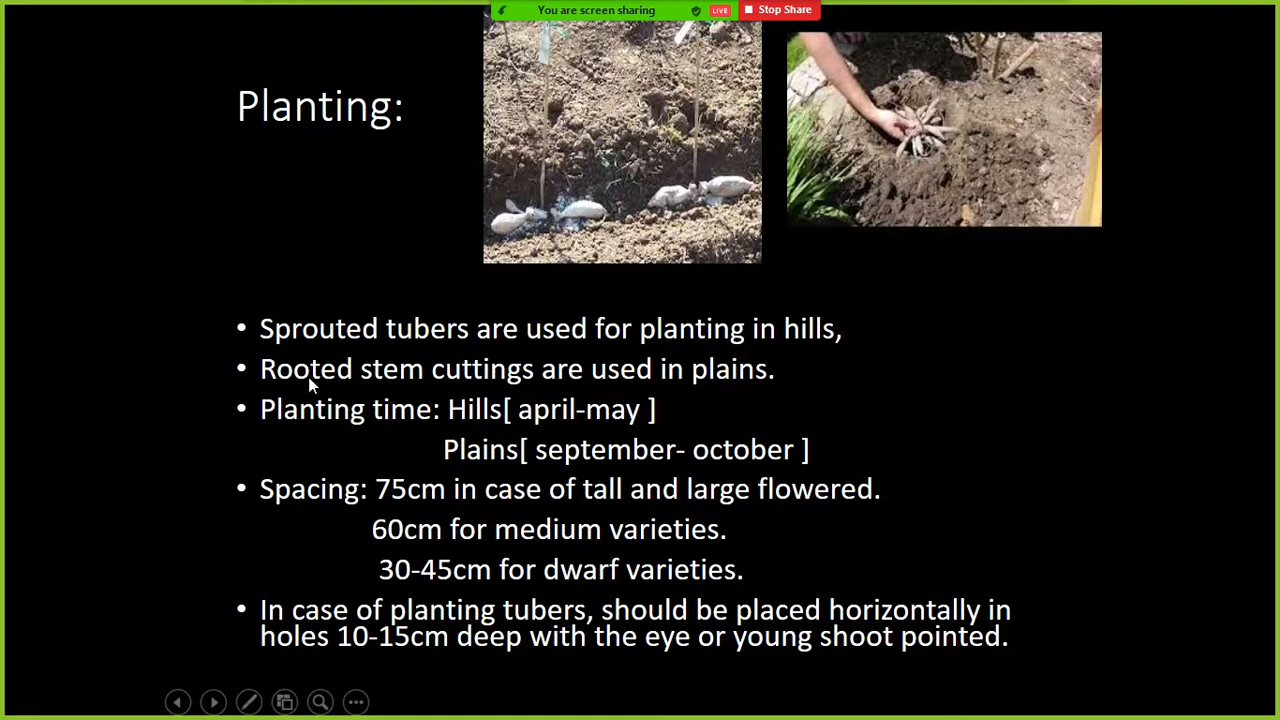 You are screen sharing
LIVE
Stop Share
Planting:
• Sprouted tubers are used for planting in hills,
• Rooted stem cuttings are used in plains.
• Planting time: Hills[ april-may ]
Plains[ september- october ]
• Spacing: 75cm in case of tall and large flowered.
60cm for medium varieties.
30-45cm for dwarf varieties.
• In case of planting tubers, should be placed horizontally in
holes 10-15cm deep with the eye or young shoot pointed.